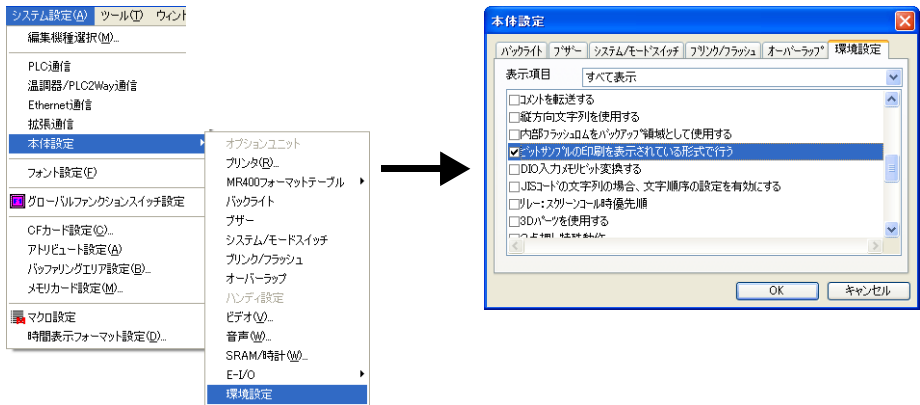 システム設定(A) ツール(T) ウィント
編集機種選択(M)...
PLC通信
温調器/PLC2Way通信
Ethernet通信
拡張通信
本体設定
フォント設定(F)
グローバルファンクションスイッチ設定
CFカード設定(C)...
アトリビュート設定(A)
バッファリングエリア設定(B)...
メモリカード設定(M)...
マクロ設定
時間表示フォーマット設定(D)...
オプションユニット
プリンタ(R)...
MR400フォーマットテーブル
バックライト
ブザー
システム/モードスイッチ
ブリンク/フラッシュ
オーバーラップ
ハンディ設定
ビデオ(V)...
音声(W)...
SRAM/時計(W)...
E-I/O
環境設定
本体設定
バックライト ブザー システム/モードスイッチ ブリンク/フラッシュ オーバーラップ 環境設定
表示項目 すべて表示
コメントを転送する
縦方向文字列を使用する
内部フラッシュロムをバックアップ領域として使用する
ビットサンプルの印刷を表示されている形式で行う
DIO入力メモリビット変換する
JISコードの文字列の場合、文字順序の設定を有効にする
リレー:スクリーンコール時優先順
3Dパーツを使用する
2点押し特殊動作
OK キャンセル